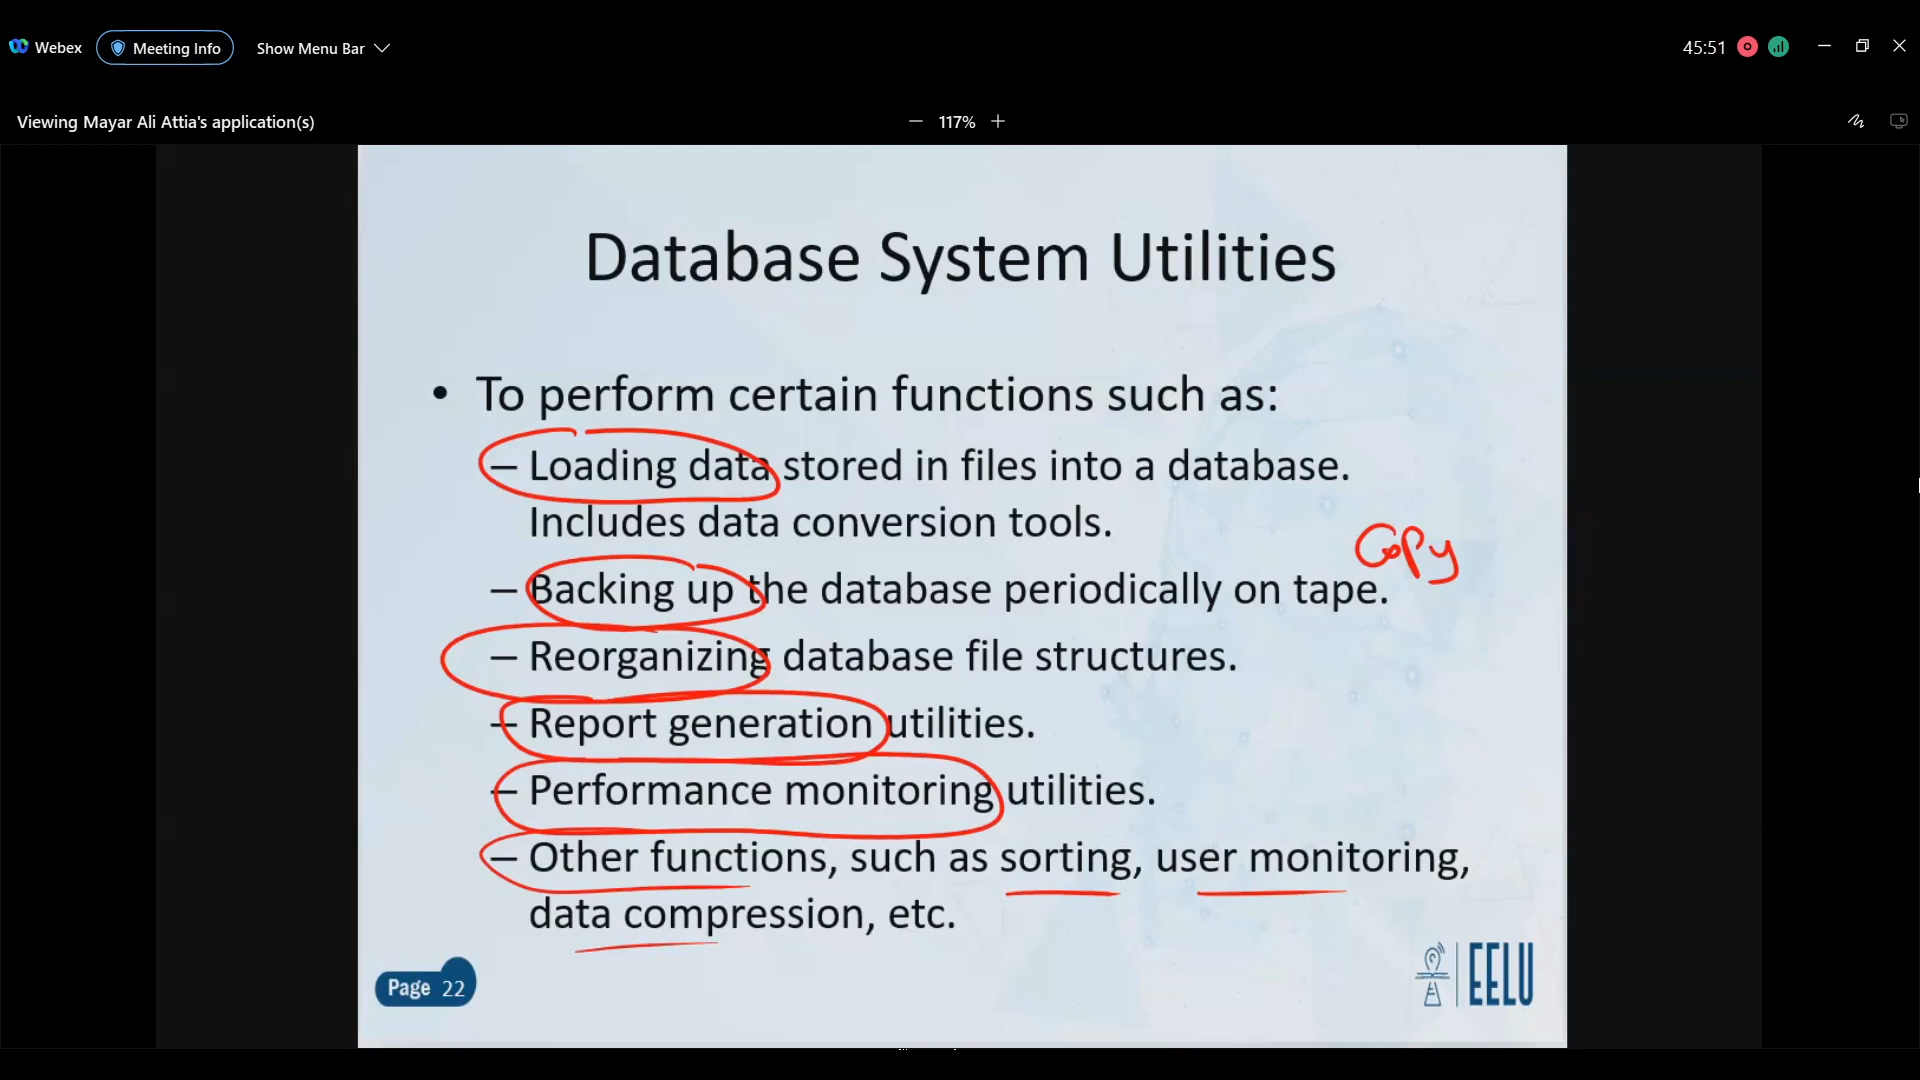 Webex Meeting Info Show Menu Bar 45:51
Viewing Mayar Ali Attia's application(s) 117%
Database System Utilities
• To perform certain functions such as:
– Loading data stored in files into a database.
Includes data conversion tools.
Copy
– Backing up the database periodically on tape.
– Reorganizing database file structures.
– Report generation utilities.
– Performance monitoring utilities.
– Other functions, such as sorting, user monitoring,
data compression, etc.
Page 22
EELU